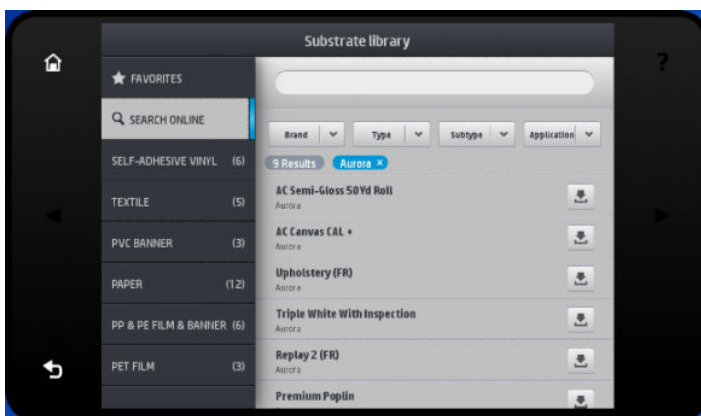 Substrate library
?
FAVORITES
SEARCH ONLINE
SELF-ADHESIVE VINYL (6)
TEXTILE (5)
PVC BANNER (3)
PAPER (12)
PP & PE FILM & BANNER (6)
PET FILM (3)
Brand Type Subtype Application
9 Results Aurora ×
AC Semi-Gloss 50Yd Roll
Aurora
AC Canvas CAL +
Aurora
Upholstery (FR)
Aurora
Triple White With Inspection
Aurora
Replay 2 (FR)
Aurora
Premium Poplin